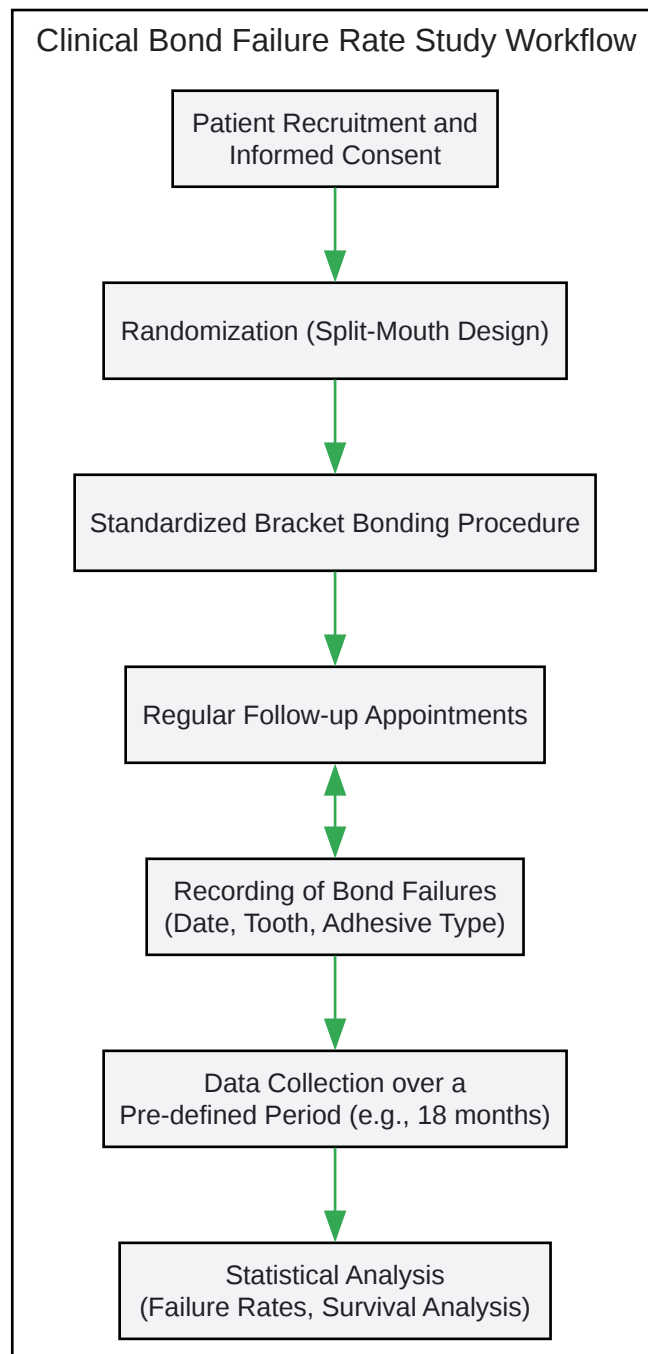 Clinical Bond Failure Rate Study Workflow
Patient Recruitment and
Informed Consent
Randomization (Split-Mouth Design)
Standardized Bracket Bonding Procedure
Regular Follow-up Appointments
Recording of Bond Failures
(Date, Tooth, Adhesive Type)
Data Collection over a
Pre-defined Period (e.g., 18 months)
Statistical Analysis
(Failure Rates, Survival Analysis)